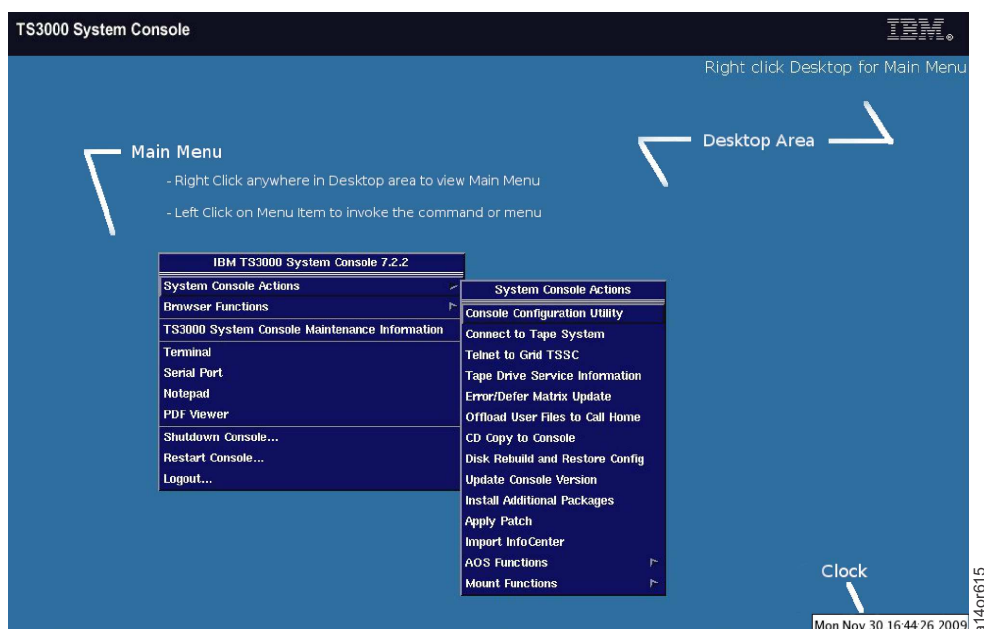 TS3000 System Console
IBM®
Right click Desktop for Main Menu
Desktop Area
Main Menu
- Right Click anywhere in Desktop area to view Main Menu
- Left Click on Menu Item to invoke the command or menu
IBM TS3000 System Console 7.2.2
System Console Actions
Browser Functions
TS3000 System Console Maintenance Information
Terminal
Serial Port
Notepad
PDF Viewer
Shutdown Console...
Restart Console...
Logout...
System Console Actions
Console Configuration Utility
Connect to Tape System
Telnet to Grid TSSC
Tape Drive Service Information
Error/Defer Matrix Update
Offload User Files to Call Home
CD Copy to Console
Disk Rebuild and Restore Config
Update Console Version
Install Additional Packages
Apply Patch
Import InfoCenter
AOS Functions
Mount Functions
Clock
Mon Nov 30 16:44:26 2009
a14or615